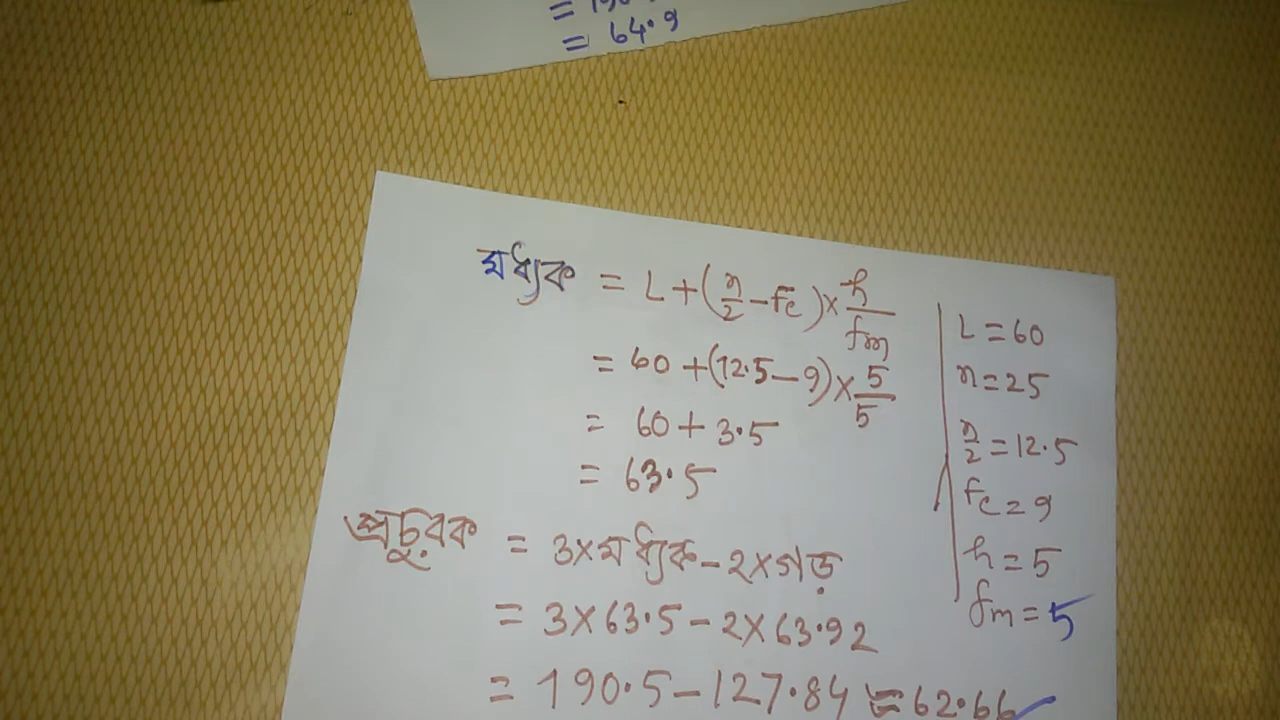 = 64.9
মধ্যক = L + (n/2 - fc) × h/fm
= 60 + (12.5 - 9) × 5/5
= 60 + 3.5
= 63.5
প্রচুরক = 3×মধ্যক - 2×গড়
= 3×63.5 - 2×63.92
= 190.5 - 127.84 = 62.66
L = 60
n = 25
n/2 = 12.5
fc = 9
h = 5
fm = 5